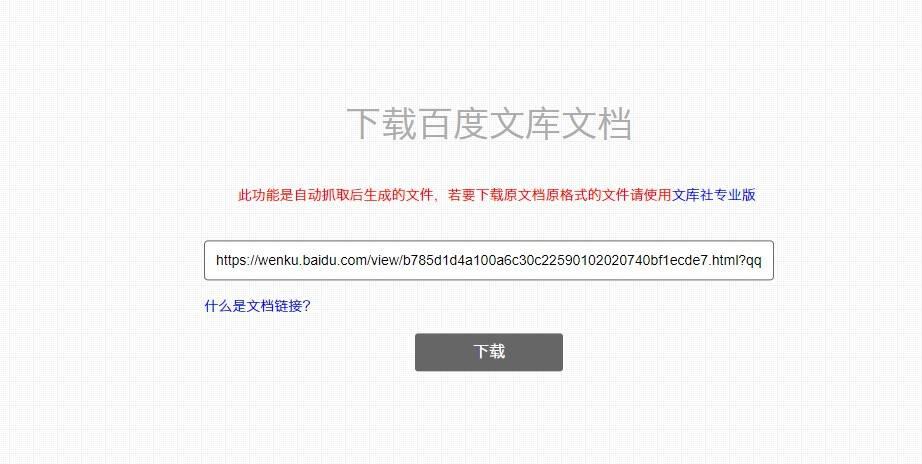 下载百度文库文档
此功能是自动抓取后生成的文件，若要下载原文档原格式的文件请使用文库社专业版
https://wenku.baidu.com/view/b785d1d4a100a6c30c22590102020740bf1ecde7.html?qq
什么是文档链接？
下载